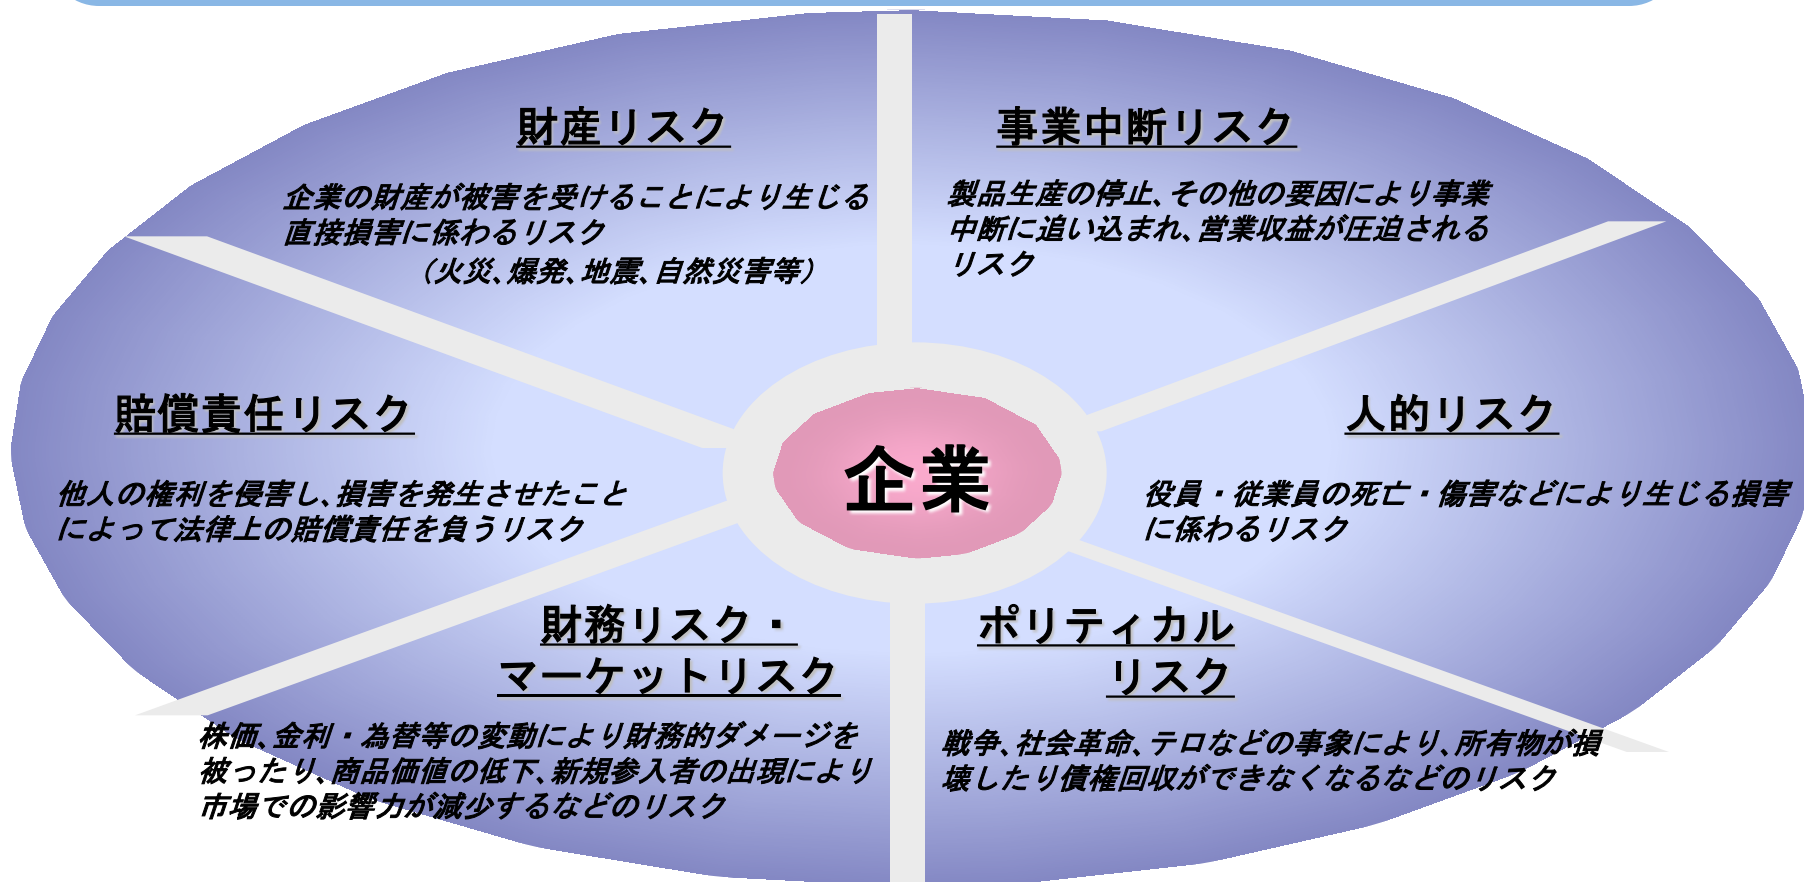 財産リスク
企業の財産が被害を受けることにより生じる
直接損害に係わるリスク
（火災、爆発、地震、自然災害等）
事業中断リスク
製品生産の停止、その他の要因により事業
中断に追い込まれ、営業収益が圧迫される
リスク
賠償責任リスク
他人の権利を侵害し、損害を発生させたこと
によって法律上の賠償責任を負うリスク
企業
人的リスク
役員・従業員の死亡・傷害などにより生じる損害
に係わるリスク
財務リスク・
マーケットリスク
株価、金利・為替等の変動により財務的ダメージを
被ったり、商品価値の低下、新規参入者の出現により
市場での影響力が減少するなどのリスク
ポリティカル
リスク
戦争、社会革命、テロなどの事象により、所有物が損
壊したり債権回収ができなくなるなどのリスク